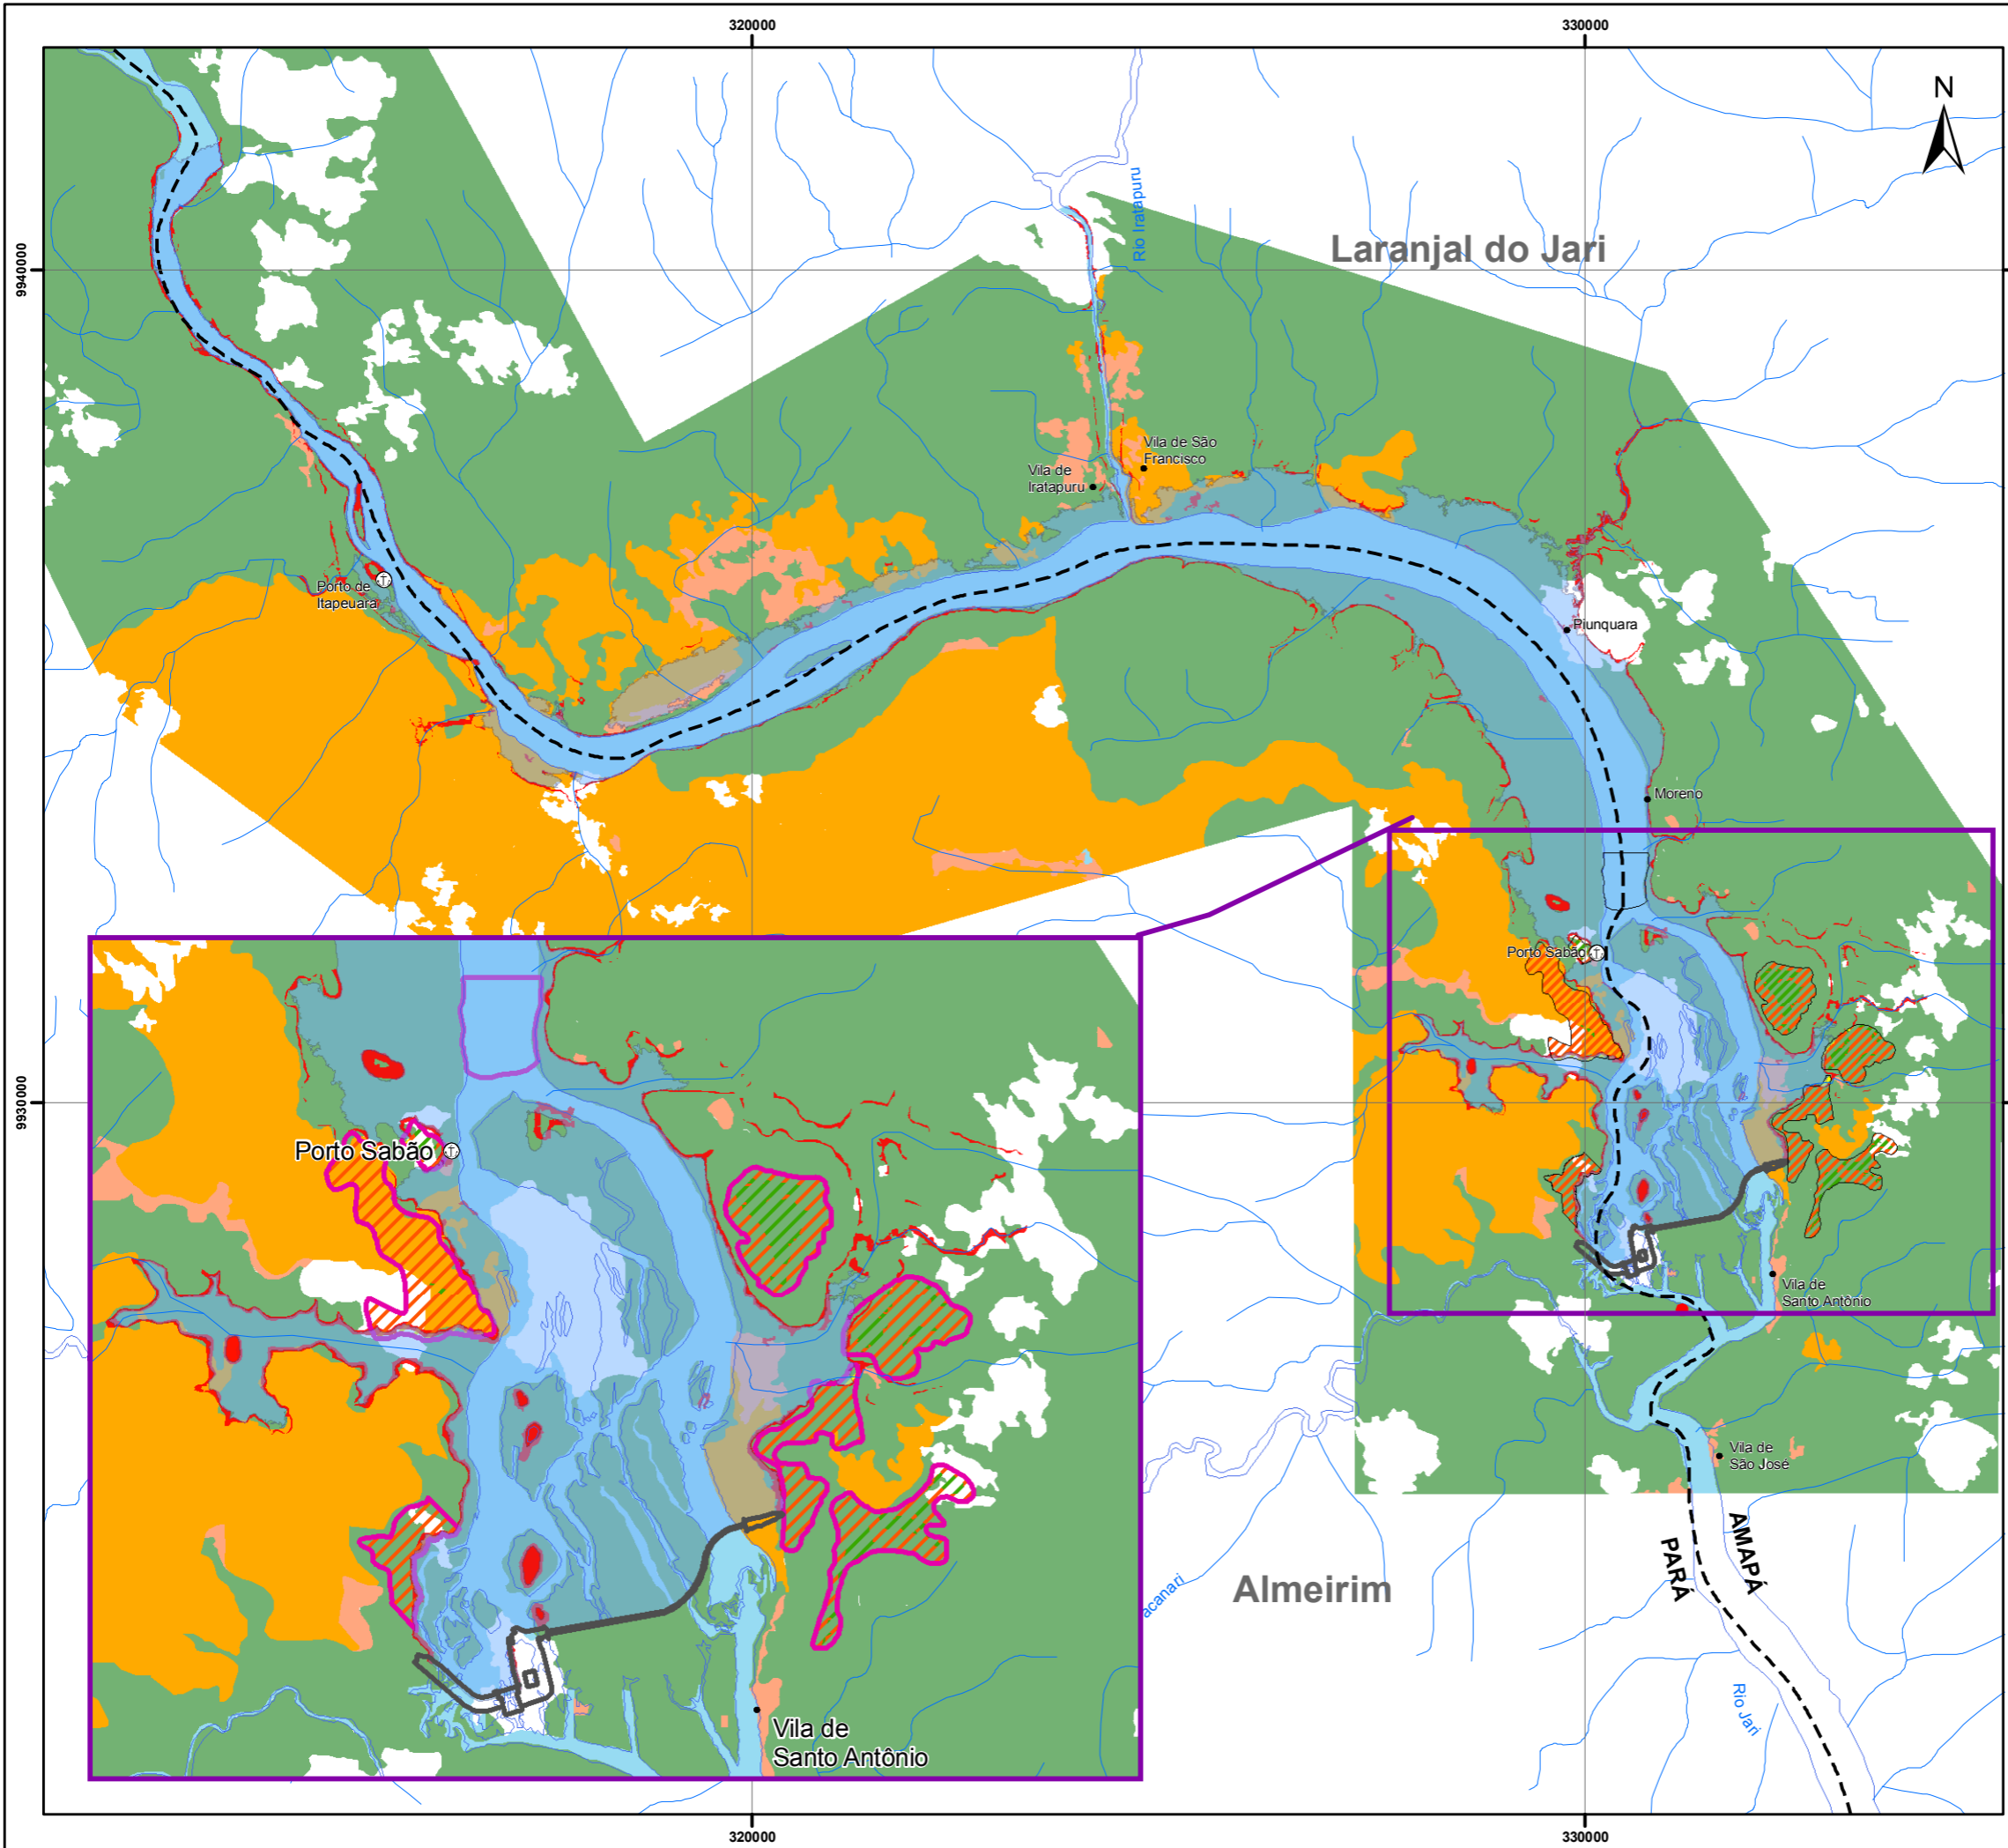 320000
330000
N
Rio Iratapuru
Laranjal do Jari
9940000
Vila de São
Francisco
Vila de
Iratapuru
Porto de
Itapeuara
Piunquara
Moreno
Porto Sabão
9930000
Porto Sabão
Vila de
Santo Antônio
Vila de
São José
AMAPÁ
PARÁ
Almeirim
acanari
Rio Jari
Vila de
Santo Antônio
320000
330000